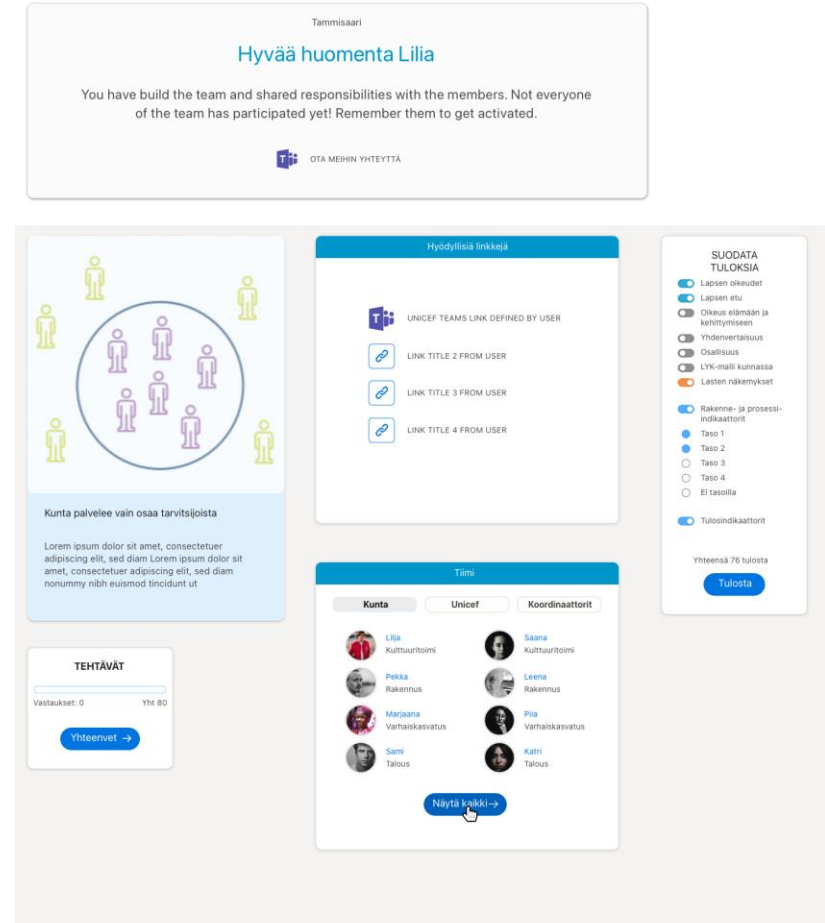 Tammisaari
Hyvää huomenta Lilia
You have build the team and shared responsibilities with the members. Not everyone
of the team has participated yet! Remember them to get activated.
OTA MEIHIN YHTEYTTÄ
Kunta palvelee vain osaa tarvitsijoista
Lorem ipsum dolor sit amet, consectetuer
adipiscing elit, sed diam Lorem ipsum dolor sit
amet, consectetuer adipiscing elit, sed diam
nonummy nibh euismod tincidunt ut
TEHTÄVÄT
Vastaukset: 0 Yht 80
Yhteenvet →
Hyödyllisiä linkkejä
UNICEF TEAMS LINK DEFINED BY USER
LINK TITLE 2 FROM USER
LINK TITLE 3 FROM USER
LINK TITLE 4 FROM USER
Tiimi
Kunta Unicef Koordinaattorit
Lilja Saana
Kulttuuritoimi Kulttuuritoimi
Pekka Leena
Rakennus Rakennus
Marjaana Piia
Varhaiskasvatus Varhaiskasvatus
Sami Katri
Talous Talous
Näytä kaikki→
SUODATA
TULOKSIA
Lapsen oikeudet
Lapsen etu
Oikeus elämään ja
kehittymiseen
Yhdenvertaisuus
Osallisuus
LYK-malli kunnassa
Lasten näkemykset
Rakenne- ja prosessi-
indikaattorit
Taso 1
Taso 2
Taso 3
Taso 4
Ei tasoilla
Tulosindikaattorit
Yhteensä 76 tulosta
Tulosta